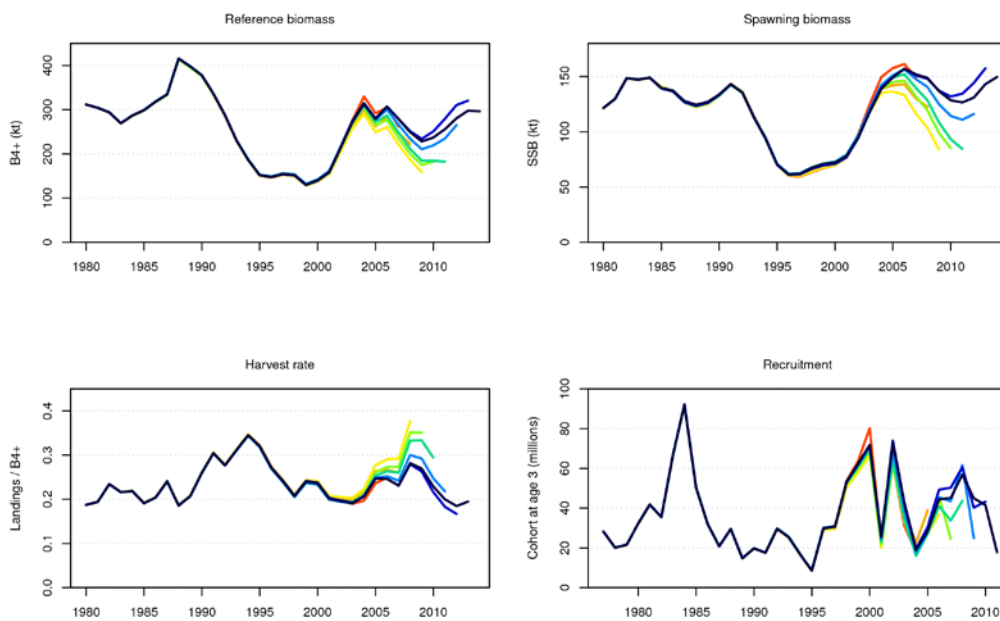 Reference biomass
B4+ (kt)
0 100 200 300 400
1980 1985 1990 1995 2000 2005 2010
Spawning biomass
SSB (kt)
0 50 100 150
1980 1985 1990 1995 2000 2005 2010
Harvest rate
Landings / B4+
0.0 0.1 0.2 0.3 0.4
1980 1985 1990 1995 2000 2005 2010
Recruitment
Cohort at age 3 (millions)
0 20 40 60 80 100
1980 1985 1990 1995 2000 2005 2010